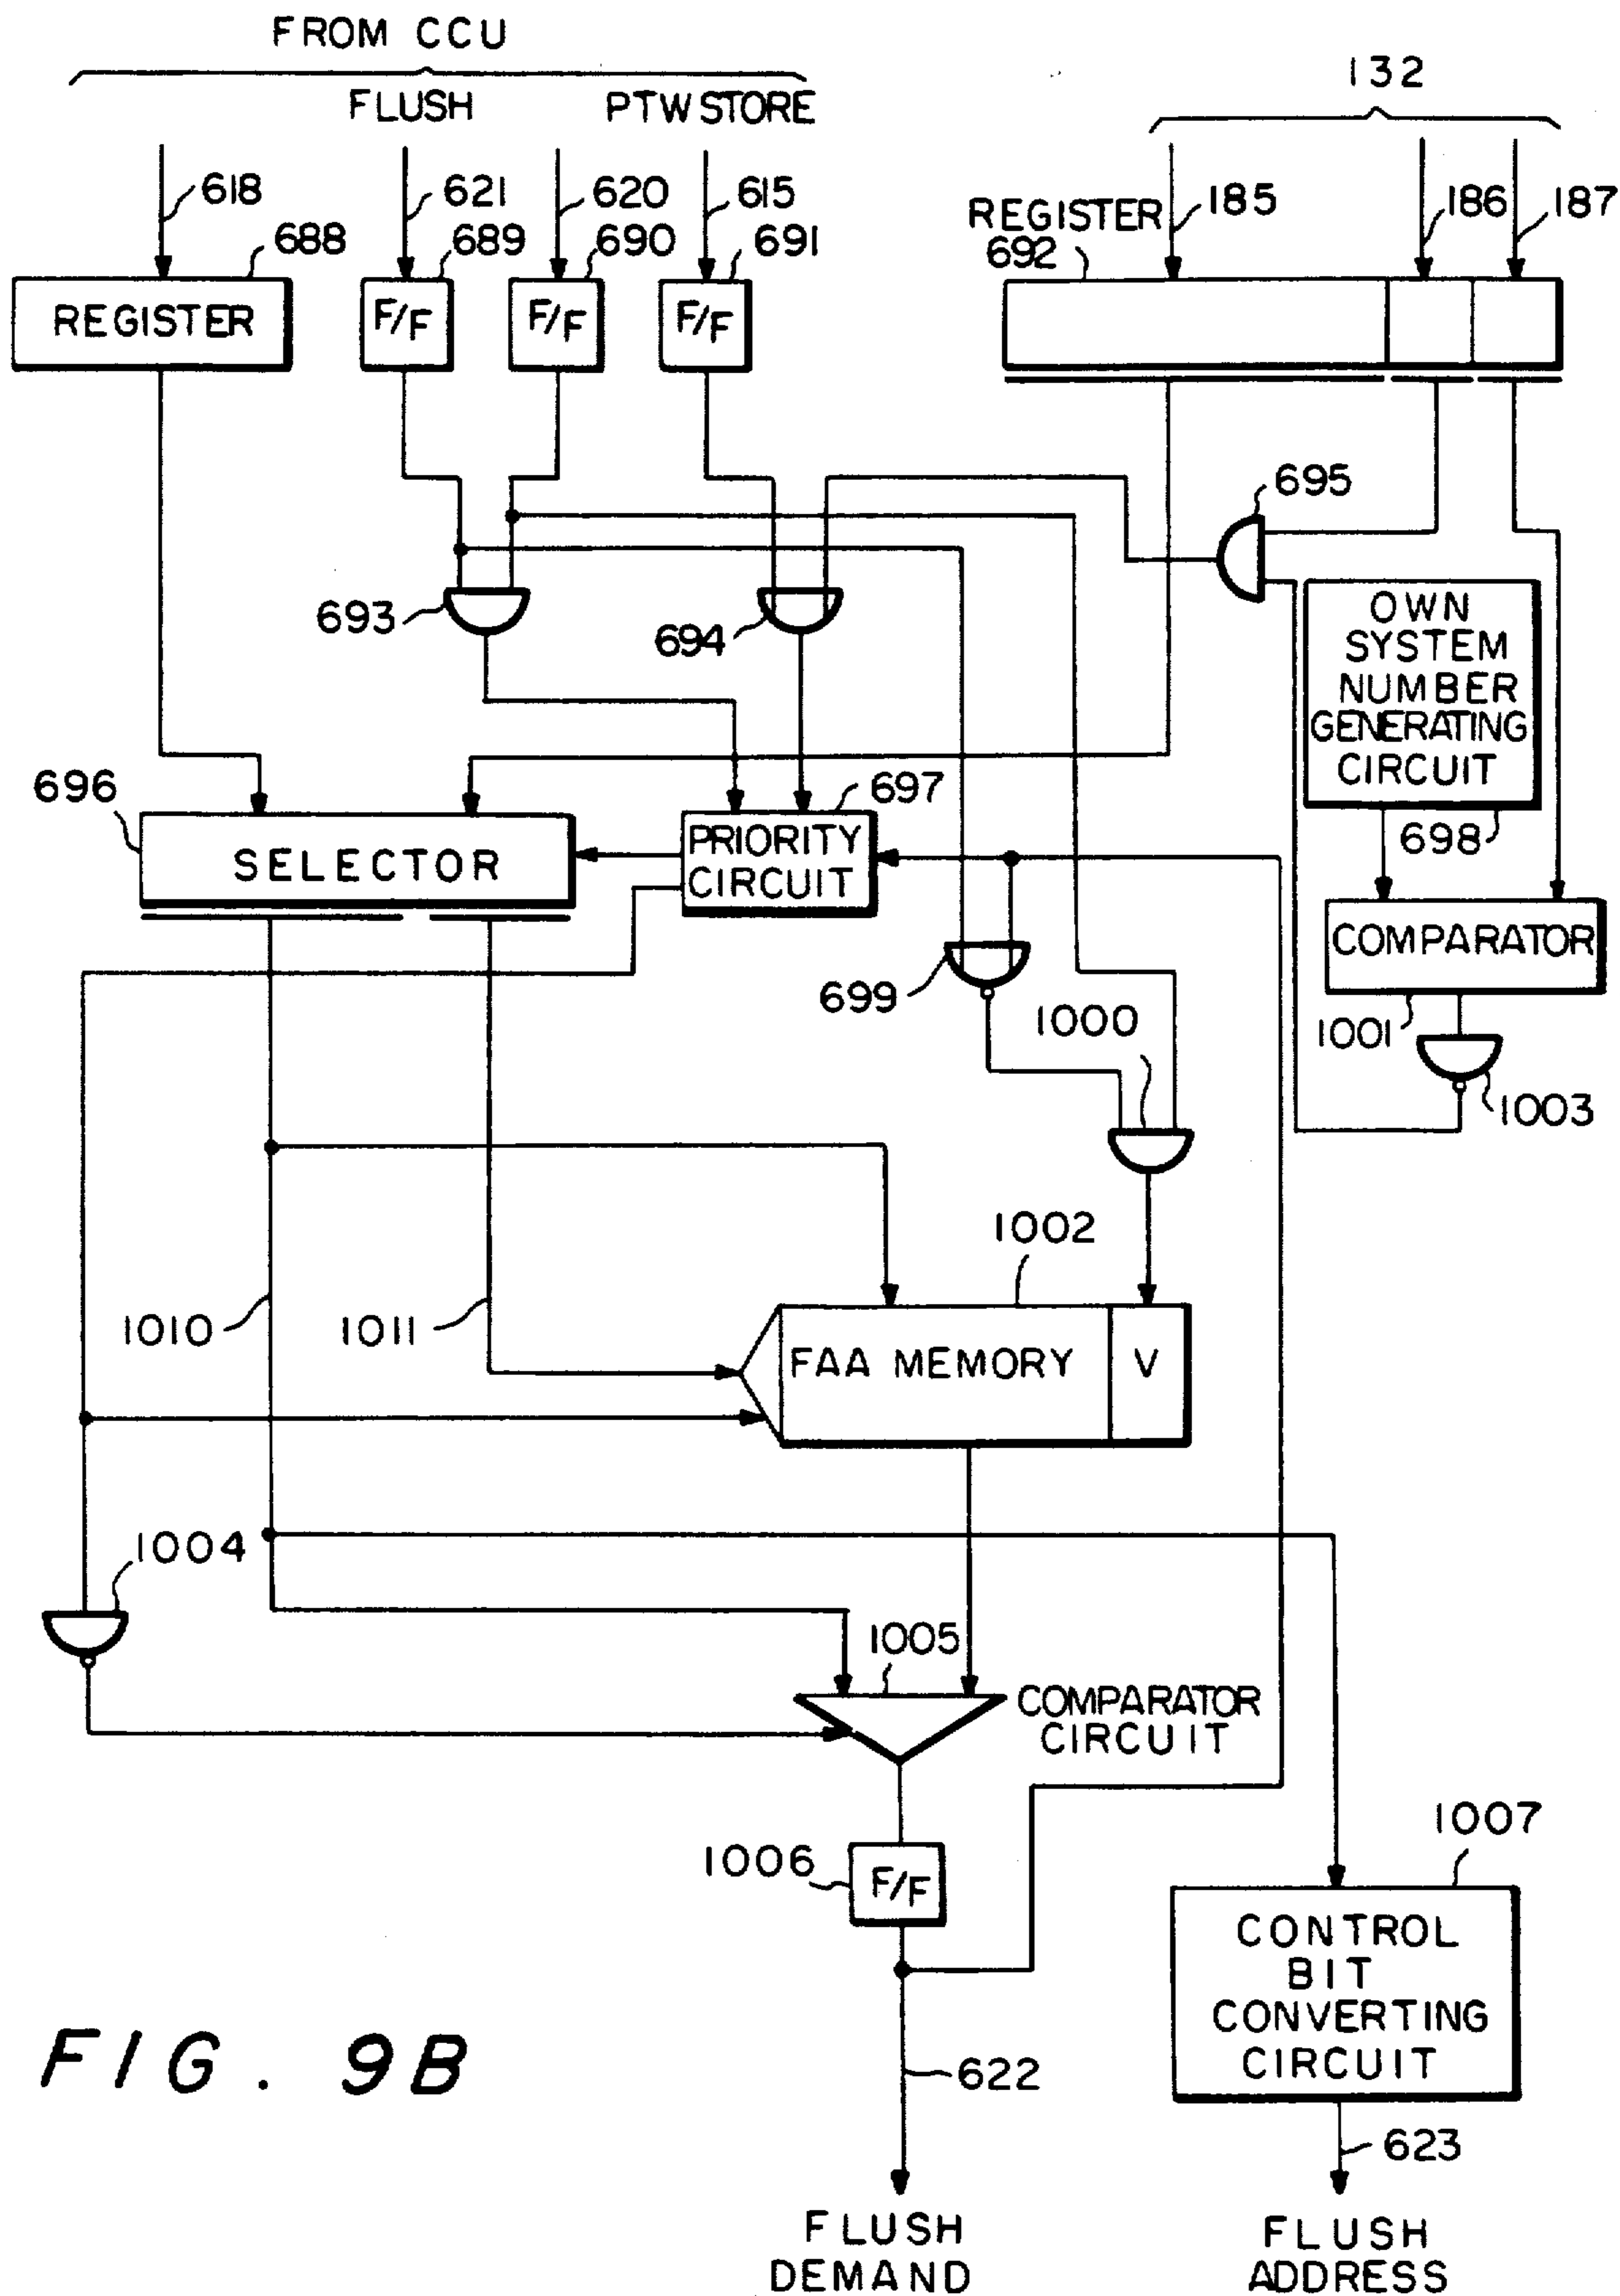 FROM CCU
132
FLUSH
PTW STORE
618
621
620
615
185
186
187
REGISTER
692
688
689
690
691
REGISTER
F/F
F/F
F/F
695
693
694
OWN
SYSTEM
NUMBER
GENERATING
CIRCUIT
696
697
698
SELECTOR
PRIORITY
CIRCUIT
COMPARATOR
699
1000
1001
1003
1002
1010
1011
FAA MEMORY
V
1004
1005
COMPARATOR
CIRCUIT
1006
F/F
1007
CONTROL
BIT
CONVERTING
CIRCUIT
FIG. 9B
622
623
FLUSH
DEMAND
FLUSH
ADDRESS